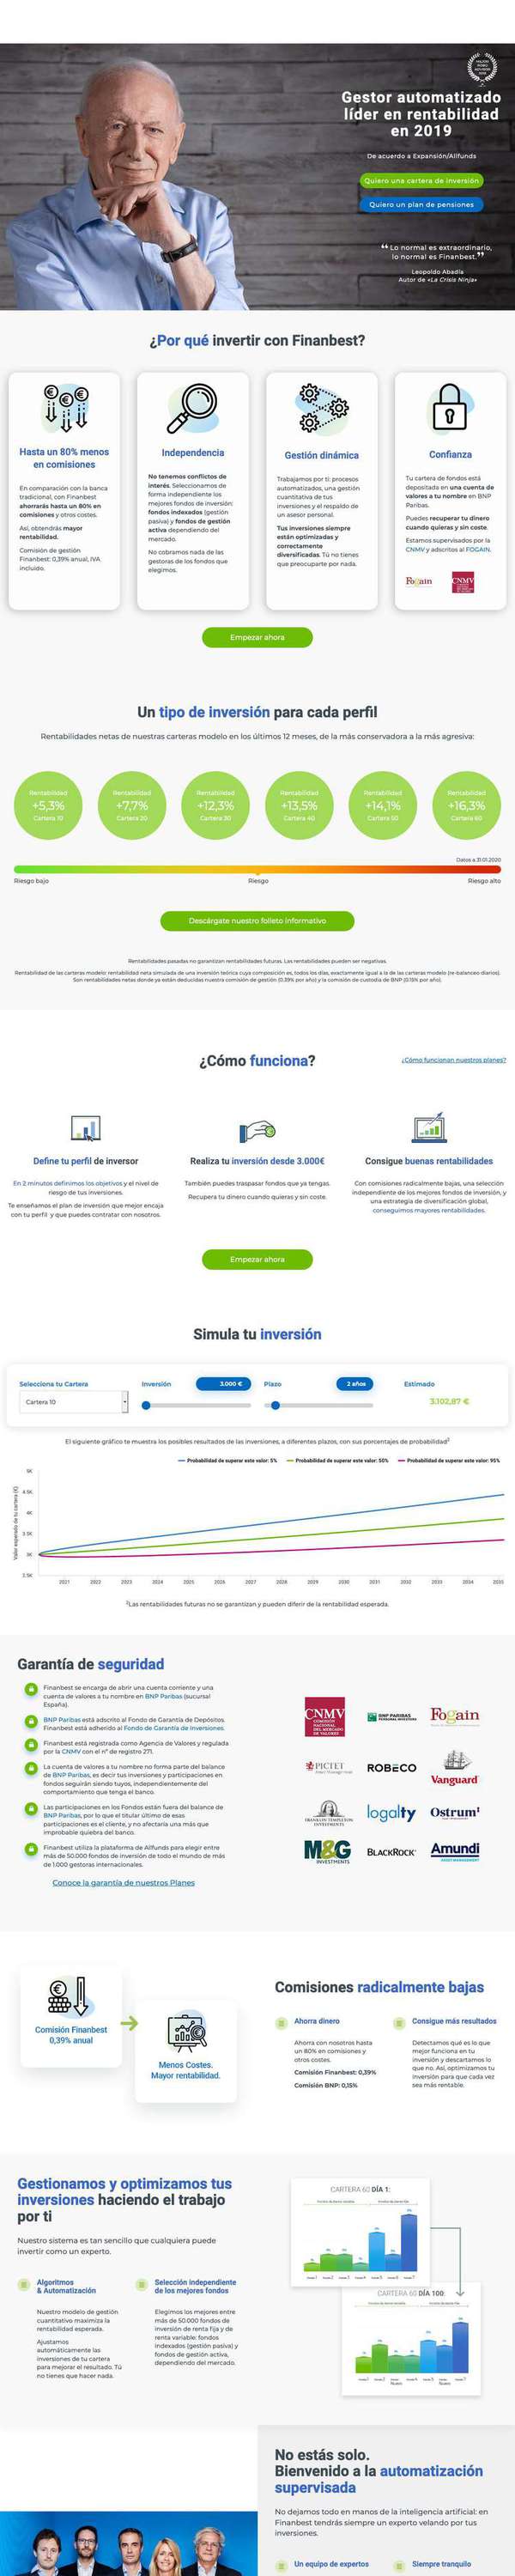 Gestor automatizado
líder en rentabilidad
en 2019
De acuerdo a Expansión/Allfunds
Quiero una cartera de inversión
Quiero un plan de pensiones
“Lo normal es extraordinario,
lo normal es Finanbest.”
Leopoldo Abadía
Autor de «La Crisis Ninja»
¿Por qué invertir con Finanbest?
Hasta un 80% menos
en comisiones
En comparación con la banca
tradicional, con Finanbest
ahorrarás hasta un 80% en
comisiones y otros costes.
Así, obtendrás mayor
rentabilidad.
Comisión de gestión
Finanbest: 0,39% anual, IVA
incluido.
Independencia
No tenemos conflictos de
interés. Seleccionamos de
forma independiente los
mejores fondos de inversión:
fondos indexados (gestión
pasiva) y fondos de gestión
activa dependiendo del
mercado.
No cobramos nada de las
gestoras de los fondos que
elegimos.
Gestión dinámica
Trabajamos por ti: procesos
automatizados, una gestión
cuantitativa de tus
inversiones y el respaldo de
un asesor personal.
Tus inversiones siempre
están optimizadas y
correctamente
diversificadas. Tú no tienes
que preocuparte por nada.
Confianza
Tu cartera de fondos está
depositada en una cuenta de
valores a tu nombre en BNP
Paribas.
Puedes recuperar tu dinero
cuando quieras y sin coste.
Estamos supervisados por la
CNMV y adscritos al FOGAIN.
Fogain
CNMV
Empezar ahora
Un tipo de inversión para cada perfil
Rentabilidades netas de nuestras carteras modelo en los últimos 12 meses, de la más conservadora a la más agresiva:
Rentabilidad
+5,3%
Cartera 10
Rentabilidad
+7,7%
Cartera 20
Rentabilidad
+12,3%
Cartera 30
Rentabilidad
+13,5%
Cartera 40
Rentabilidad
+14,1%
Cartera 50
Rentabilidad
+16,3%
Cartera 60
Datos a 31.01.2020
Riesgo bajo
Riesgo
Riesgo alto
Descárgate nuestro folleto informativo
Rentabilidades pasadas no garantizan rentabilidades futuras. Las rentabilidades pueden ser negativas.
Rentabilidad de las carteras modelo: rentabilidad neta simulada de una inversión teórica cuya composición es, todos los días, exactamente igual a la de las carteras modelo (re-balanceo diario).
Son rentabilidades netas donde ya están deducidas nuestra comisión de gestión (0,39% por año) y la comisión de custodia de BNP (0,15% por año).
¿Cómo funciona?
¿Cómo funcionan nuestros planes?
Define tu perfil de inversor
En 2 minutos definimos los objetivos y el nivel de
riesgo de tus inversiones.
Te enseñamos el plan de inversión que mejor encaja
con tu perfil y que puedes contratar con nosotros.
Realiza tu inversión desde 3.000€
También puedes traspasar fondos que ya tengas.
Recupera tu dinero cuando quieras y sin coste.
Consigue buenas rentabilidades
Con comisiones radicalmente bajas, una selección
independiente de los mejores fondos de inversión, y
una estrategia de diversificación global,
conseguimos mayores rentabilidades.
Empezar ahora
Simula tu inversión
Selecciona tu Cartera
Cartera 10
Inversión
3.000 €
Plazo
2 años
Estimado
3.102,87 €
El siguiente gráfico te muestra los posibles resultados de las inversiones, a diferentes plazos, con sus porcentajes de probabilidad²
Probabilidad de superar este valor: 5%
Probabilidad de superar este valor: 50%
Probabilidad de superar este valor: 95%
Valor esperado de tu cartera (€)
5K
4.5K
4K
3.5K
3K
2.5K
2021 2022 2023 2024 2025 2026 2027 2028 2029 2030 2031 2032 2033 2034 2035
²Las rentabilidades futuras no se garantizan y pueden diferir de la rentabilidad esperada.
Garantía de seguridad
Finanbest se encarga de abrir una cuenta corriente y una
cuenta de valores a tu nombre en BNP Paribas (sucursal
España).
BNP Paribas está adscrito al Fondo de Garantía de Depósitos.
Finanbest está adherido al Fondo de Garantía de Inversiones.
Finanbest está registrada como Agencia de Valores y regulada
por la CNMV con el nº de registro 271.
La cuenta de valores a tu nombre no forma parte del balance
de BNP Paribas, es decir tus inversiones y participaciones en
fondos seguirán siendo tuyos, independientemente del
comportamiento que tenga el banco.
Las participaciones en los Fondos están fuera del balance de
BNP Paribas, por lo que el titular último de esas
participaciones es el cliente, y no afectaría una más que
improbable quiebra del banco.
Finanbest utiliza la plataforma de Allfunds para elegir entre
más de 50.000 fondos de inversión de todo el mundo de más
de 1.000 gestoras internacionales.
Conoce la garantía de nuestros Planes
CNMV
COMISIÓN
NACIONAL
DEL MERCADO
DE VALORES
BNP PARIBAS
PERSONAL INVESTORS
Fogain
PICTET
Asset Management
ROBECO
Vanguard
FRANKLIN TEMPLETON
INVESTMENTS
logalty
Ostrum
M&G
INVESTMENTS
BLACKROCK
Amundi
ASSET MANAGEMENT
Comisión Finanbest
0,39% anual
Menos Costes.
Mayor rentabilidad.
Comisiones radicalmente bajas
Ahorra dinero
Ahorra con nosotros hasta
un 80% en comisiones y
otros costes.
Comisión Finanbest: 0,39%
Comisión BNP: 0,15%
Consigue más resultados
Detectamos qué es lo que
mejor funciona en tu
inversión y descartamos lo
que no. Así, optimizamos tu
inversión para que cada vez
sea más rentable.
Gestionamos y optimizamos tus
inversiones haciendo el trabajo
por ti
Nuestro sistema es tan sencillo que cualquiera puede
invertir como un experto.
Algoritmos
& Automatización
Nuestro modelo de gestión
cuantitativo maximiza la
rentabilidad esperada.
Ajustamos
automáticamente las
inversiones de tu cartera
para mejorar el resultado. Tú
no tienes que hacer nada.
Selección independiente
de los mejores fondos
Elegimos los mejores entre
más de 50.000 fondos de
inversión de renta fija y de
renta variable: fondos
indexados (gestión pasiva) y
fondos de gestión activa,
dependiendo del mercado.
CARTERA 60 DÍA 1:
CARTERA 60 DÍA 100:
No estás solo.
Bienvenido a la automatización
supervisada
No dejamos todo en manos de la inteligencia artificial: en
Finanbest tendrás siempre un experto velando por tus
inversiones.
Un equipo de expertos
Siempre tranquilo